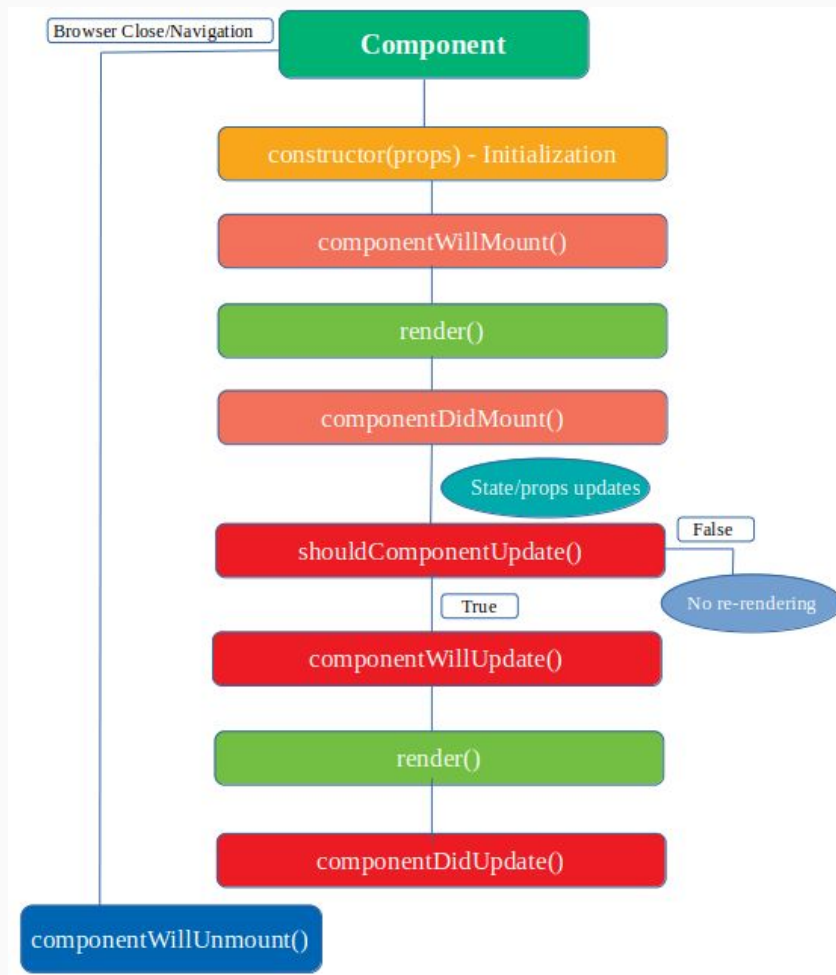 Browser Close/Navigation
Component
constructor(props) - Initialization
componentWillMount()
render()
componentDidMount()
State/props updates
False
shouldComponentUpdate()
No re-rendering
True
componentWillUpdate()
render()
componentDidUpdate()
componentWillUnmount()